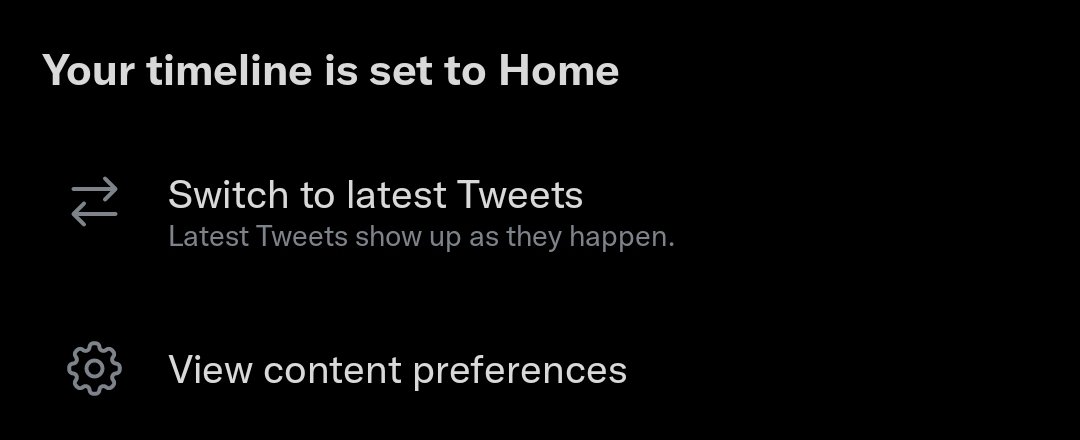 Your timeline is set to Home
Switch to latest Tweets
Latest Tweets show up as they happen.
View content preferences